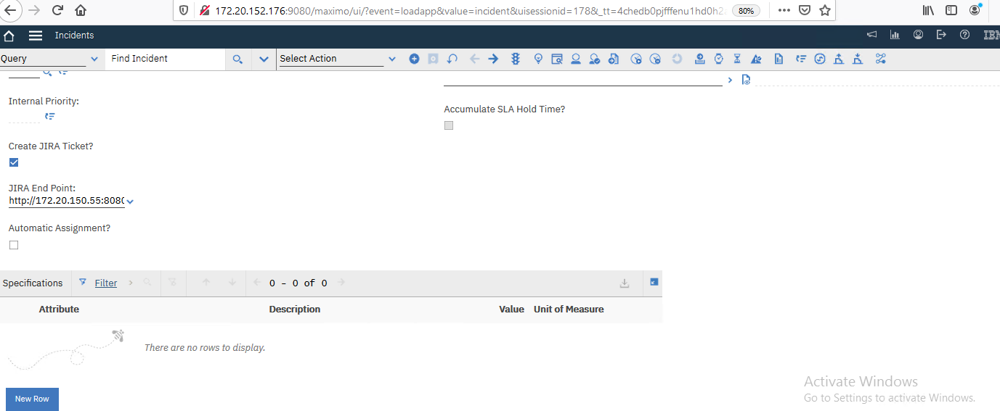 172.20.152.176:9080/maximo/ui/?event=loadapp&value=incident&uisessionid=178&_tt=4chedb0pjfffenu1hd0h2 80%
Incidents IBM
Query Find Incident Select Action
Internal Priority:
Accumulate SLA Hold Time?
Create JIRA Ticket?
JIRA End Point:
http://172.20.150.55:8080
Automatic Assignment?
Specifications Filter 0 - 0 of 0
Attribute Description Value Unit of Measure
There are no rows to display.
New Row
Activate Windows
Go to Settings to activate Windows.